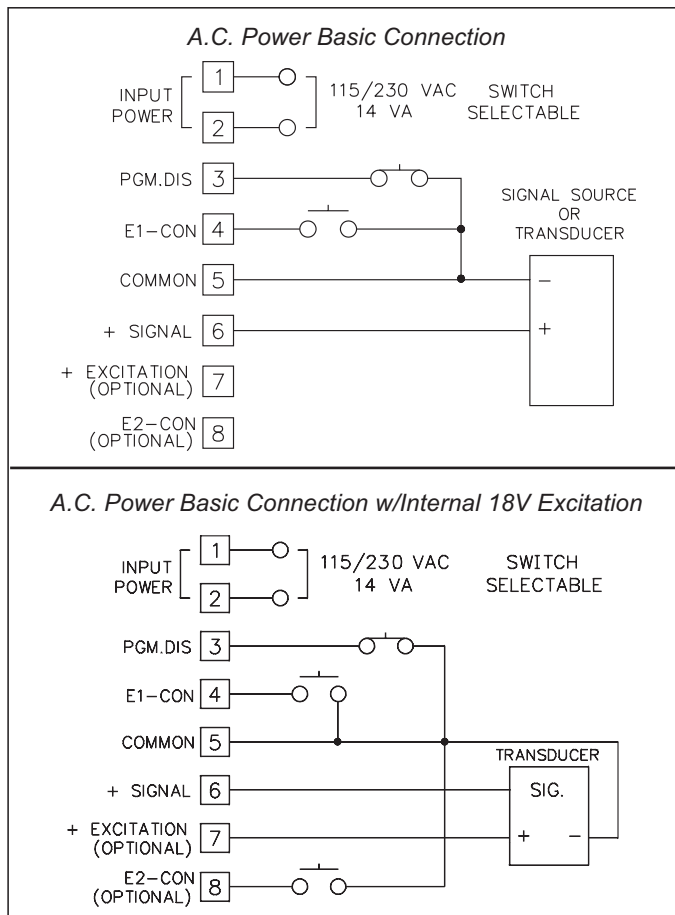 A.C. Power Basic Connection
INPUT POWER
1
2
115/230 VAC
14 VA
SWITCH
SELECTABLE
PGM.DIS 3
E1-CON 4
COMMON 5
+ SIGNAL 6
+ EXCITATION
(OPTIONAL) 7
E2-CON
(OPTIONAL) 8
SIGNAL SOURCE
OR
TRANSDUCER
−
+
A.C. Power Basic Connection w/Internal 18V Excitation
INPUT POWER
1
2
115/230 VAC
14 VA
SWITCH
SELECTABLE
PGM.DIS 3
E1-CON 4
COMMON 5
+ SIGNAL 6
+ EXCITATION
(OPTIONAL) 7
E2-CON
(OPTIONAL) 8
TRANSDUCER
SIG.
+ −